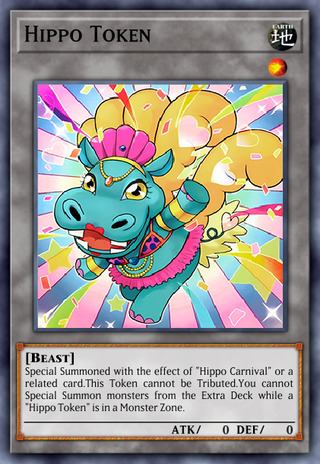 Hippo Token
EARTH
地
[Beast]
Special Summoned with the effect of "Hippo Carnival" or a
related card.This Token cannot be Tributed.You cannot
Special Summon monsters from the Extra Deck while a
"Hippo Token" is in a Monster Zone.
ATK/ 0 DEF/ 0